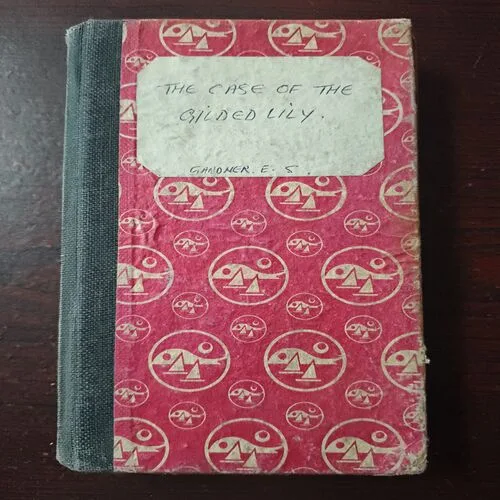 THE CASE OF THE
GILDED LILY.
GARDNER. E. S.